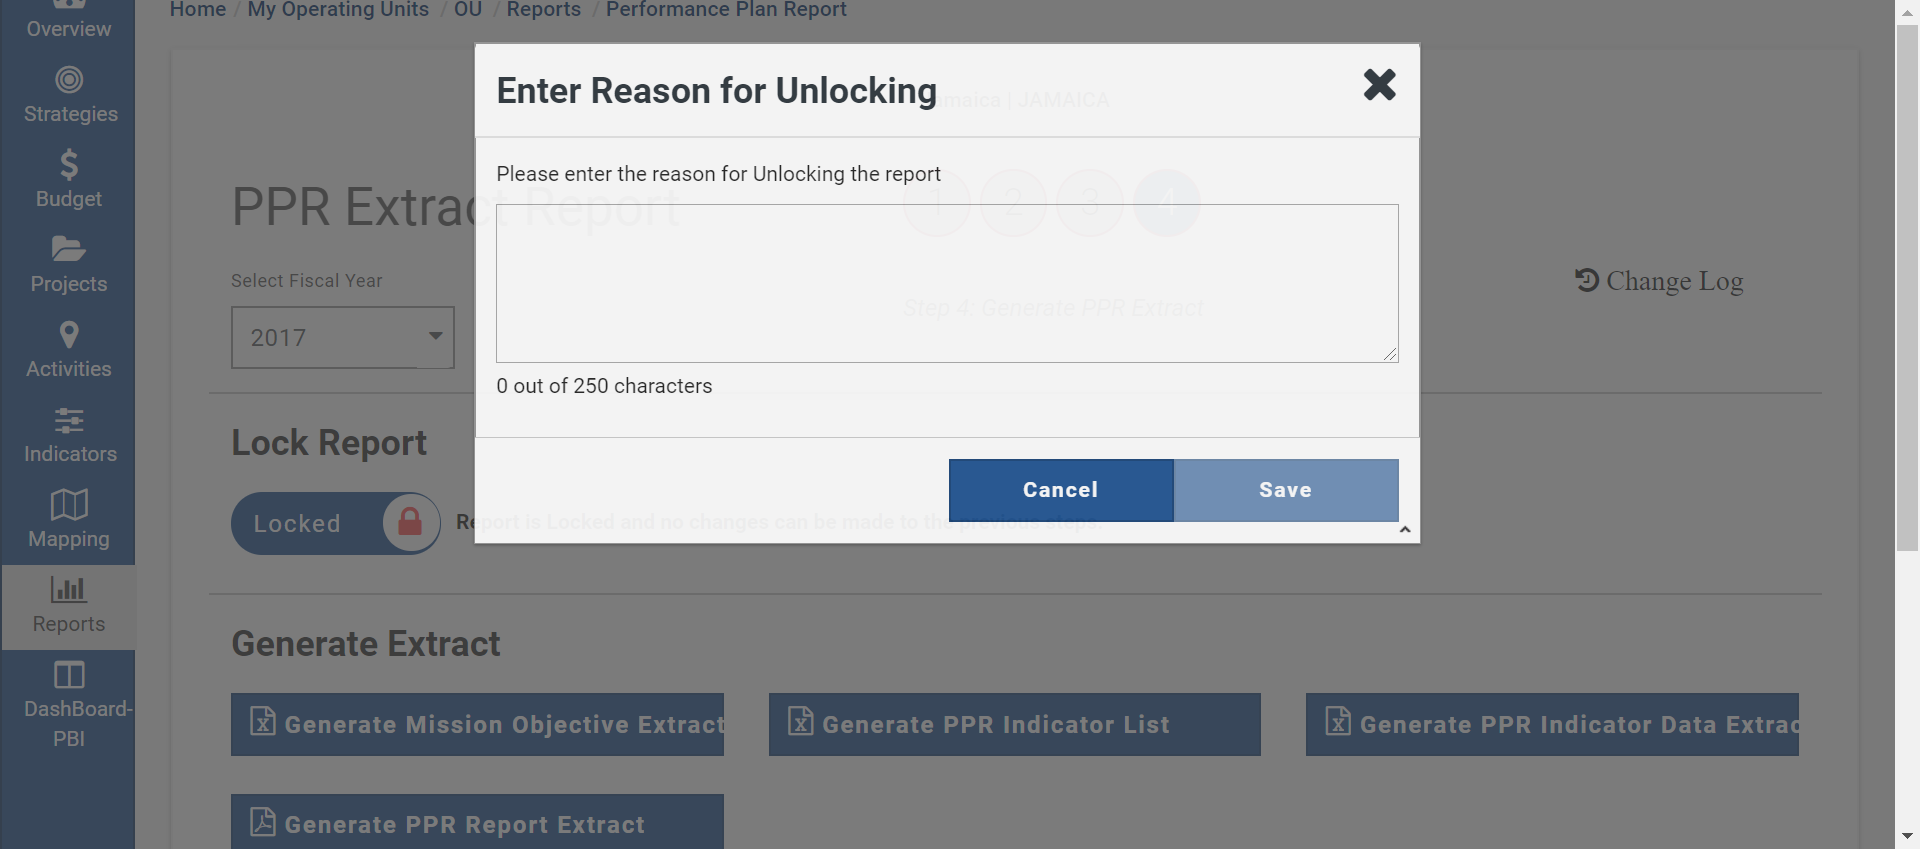 Home / My Operating Units / OU / Reports / Performance Plan Report
Overview
Strategies
Budget
Projects
Activities
Indicators
Mapping
Reports
DashBoard-
PBI
Enter Reason for Unlocking
Jamaica | JAMAICA
Please enter the reason for Unlocking the report
1 2 3 4
Step 4. Generate PPR Extract
0 out of 250 characters
Cancel
Save
PPR Extract Report
Select Fiscal Year
2017
Change Log
Lock Report
Locked
Report is Locked and no changes can be made to the previous steps.
Generate Extract
Generate Mission Objective Extract
Generate PPR Indicator List
Generate PPR Indicator Data Extrac
Generate PPR Report Extract